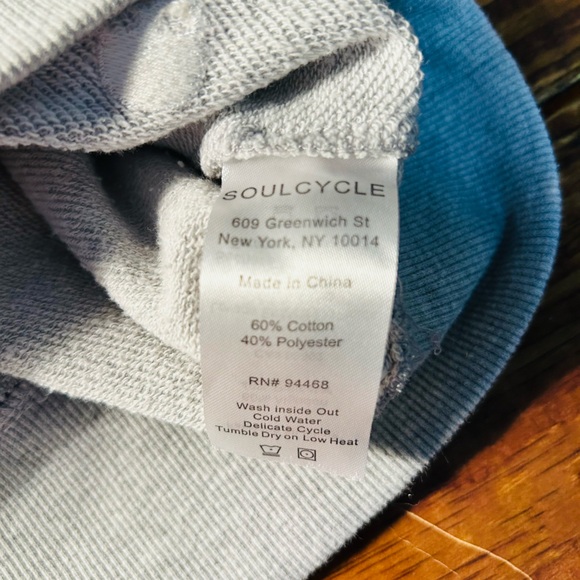 SOULCYCLE
609 Greenwich St
New York, NY 10014
Made in China
60% Cotton
40% Polyester
RN# 94468
Wash inside Out
Cold Water
Delicate Cycle
Tumble Dry on Low Heat